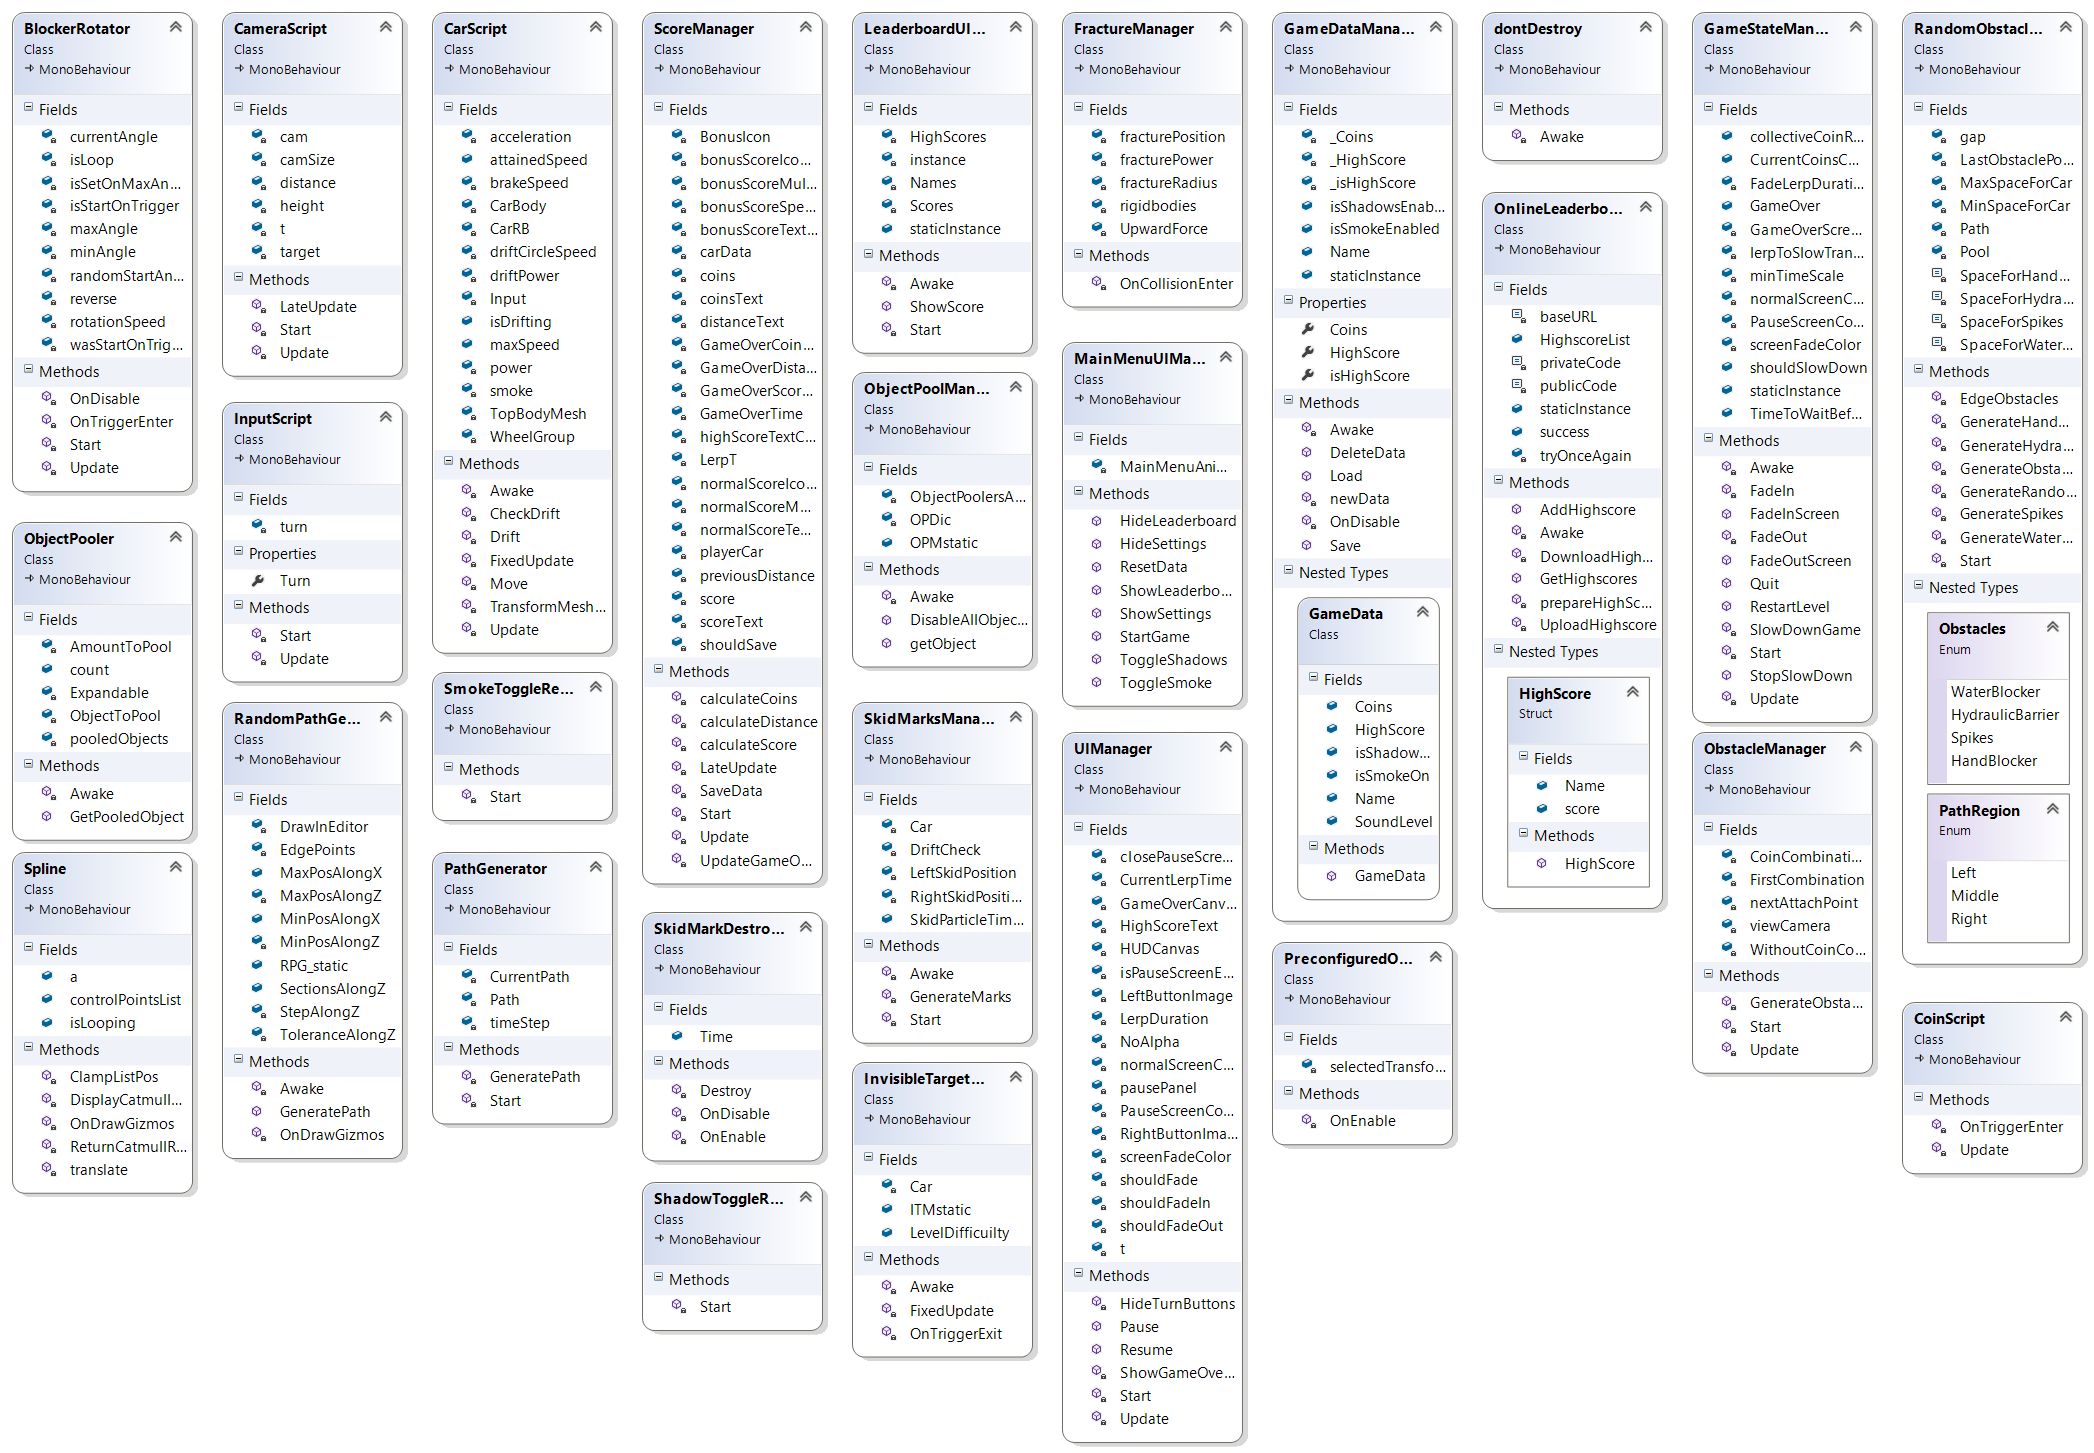 BlockerRotator
Class
MonoBehaviour
Fields
currentAngle
isLoop
isSetOnMaxAn...
isStartOnTrigger
maxAngle
minAngle
randomStartAn...
reverse
rotationSpeed
wasStartOnTrig...
Methods
OnDisable
OnTriggerEnter
Start
Update
ObjectPooler
Class
MonoBehaviour
Fields
AmountToPool
count
Expandable
ObjectToPool
pooledObjects
Methods
Awake
GetPooledObject
Spline
Class
MonoBehaviour
Fields
a
controlPointsList
isLooping
Methods
ClampListPos
DisplayCatmull...
OnDrawGizmos
ReturnCatmullR...
translate
CameraScript
Class
MonoBehaviour
Fields
cam
camSize
distance
height
t
target
Methods
LateUpdate
Start
Update
InputScript
Class
MonoBehaviour
Fields
turn
Properties
Turn
Methods
Start
Update
RandomPathGe...
Class
MonoBehaviour
Fields
DrawInEditor
EdgePoints
MaxPosAlongX
MaxPosAlongZ
MinPosAlongX
MinPosAlongZ
RPG_static
SectionsAlongZ
StepAlongZ
ToleranceAlongZ
Methods
Awake
GeneratePath
OnDrawGizmos
CarScript
Class
MonoBehaviour
Fields
acceleration
attainedSpeed
brakeSpeed
CarBody
CarRB
driftCircleSpeed
driftPower
Input
isDrifting
maxSpeed
power
smoke
TopBodyMesh
WheelGroup
Methods
Awake
CheckDrift
Drift
FixedUpdate
Move
TransformMesh...
Update
SmokeToggleRe...
Class
MonoBehaviour
Methods
Start
PathGenerator
Class
MonoBehaviour
Fields
CurrentPath
Path
timeStep
Methods
GeneratePath
Start
ScoreManager
Class
MonoBehaviour
Fields
BonusIcon
bonusScoreIco...
bonusScoreMul...
bonusScoreSpe...
bonusScoreText...
carData
coins
coinsText
distanceText
GameOverCoin...
GameOverDista...
GameOverScor...
GameOverTime
highScoreTextC...
LerpT
normalScoreIco...
normalScoreM...
normalScoreTe...
playerCar
previousDistance
score
scoreText
shouldSave
Methods
calculateCoins
calculateDistance
calculateScore
LateUpdate
SaveData
Start
Update
UpdateGameO...
SkidMarkDestro...
Class
MonoBehaviour
Fields
Time
Methods
Destroy
OnDisable
OnEnable
ShadowToggleR...
Class
MonoBehaviour
Methods
Start
LeaderboardUI...
Class
MonoBehaviour
Fields
HighScores
instance
Names
Scores
staticInstance
Methods
Awake
ShowScore
Start
ObjectPoolMan...
Class
MonoBehaviour
Fields
ObjectPoolersA...
OPDic
OPMstatic
Methods
Awake
DisableAllObjec...
getObject
SkidMarksMana...
Class
MonoBehaviour
Fields
Car
DriftCheck
LeftSkidPosition
RightSkidPositi...
SkidParticleTim...
Methods
Awake
GenerateMarks
Start
InvisibleTarget...
Class
MonoBehaviour
Fields
Car
ITMstatic
LevelDifficuilty
Methods
Awake
FixedUpdate
OnTriggerExit
FractureManager
Class
MonoBehaviour
Fields
fracturePosition
fracturePower
fractureRadius
rigidbodies
UpwardForce
Methods
OnCollisionEnter
MainMenuUIMa...
Class
MonoBehaviour
Fields
MainMenuAni...
Methods
HideLeaderboard
HideSettings
ResetData
ShowLeaderbo...
ShowSettings
StartGame
ToggleShadows
ToggleSmoke
UIManager
Class
MonoBehaviour
Fields
closePauseScre...
CurrentLerpTime
GameOverCanv...
HighScoreText
HUDCanvas
isPauseScreenE...
LeftButtonImage
LerpDuration
NoAlpha
normalScreenC...
pausePanel
PauseScreenCo...
RightButtonIma...
screenFadeColor
shouldFade
shouldFadeIn
shouldFadeOut
t
Methods
HideTurnButtons
Pause
Resume
ShowGameOve...
Start
Update
GameDataMana...
Class
MonoBehaviour
Fields
_Coins
_HighScore
_isHighScore
isShadowsEnab...
isSmokeEnabled
Name
staticInstance
Properties
Coins
HighScore
isHighScore
Methods
Awake
DeleteData
Load
newData
OnDisable
Save
Nested Types
GameData
Class
Fields
Coins
HighScore
isShadow...
isSmokeOn
Name
SoundLevel
Methods
GameData
PreconfiguredO...
Class
MonoBehaviour
Fields
selectedTransfo...
Methods
OnEnable
dontDestroy
Class
MonoBehaviour
Methods
Awake
OnlineLeaderbo...
Class
MonoBehaviour
Fields
baseURL
HighscoreList
privateCode
publicCode
staticInstance
success
tryOnceAgain
Methods
AddHighscore
Awake
DownloadHigh...
GetHighscores
prepareHighSc...
UploadHighscore
Nested Types
HighScore
Struct
Fields
Name
score
Methods
HighScore
GameStateMan...
Class
MonoBehaviour
Fields
collectiveCoinR...
CurrentCoinsC...
FadeLerpDurati...
GameOver
GameOverScre...
lerpToSlowTran...
minTimeScale
normalScreenC...
PauseScreenCo...
screenFadeColor
shouldSlowDown
staticInstance
TimeToWaitBef...
Methods
Awake
FadeIn
FadeInScreen
FadeOut
FadeOutScreen
Quit
RestartLevel
SlowDownGame
Start
StopSlowDown
Update
ObstacleManager
Class
MonoBehaviour
Fields
CoinCombinati...
FirstCombination
nextAttachPoint
viewCamera
WithoutCoinCo...
Methods
GenerateObsta...
Start
Update
RandomObstacl...
Class
MonoBehaviour
Fields
gap
LastObstaclePo...
MaxSpaceForCar
MinSpaceForCar
Path
Pool
SpaceForHand...
SpaceForHydra...
SpaceForSpikes
SpaceForWater...
Methods
EdgeObstacles
GenerateHand...
GenerateHydra...
GenerateObsta...
GenerateRando...
GenerateSpikes
GenerateWater...
Start
Nested Types
Obstacles
Enum
WaterBlocker
HydraulicBarrier
Spikes
HandBlocker
PathRegion
Enum
Left
Middle
Right
CoinScript
Class
MonoBehaviour
Methods
OnTriggerEnter
Update